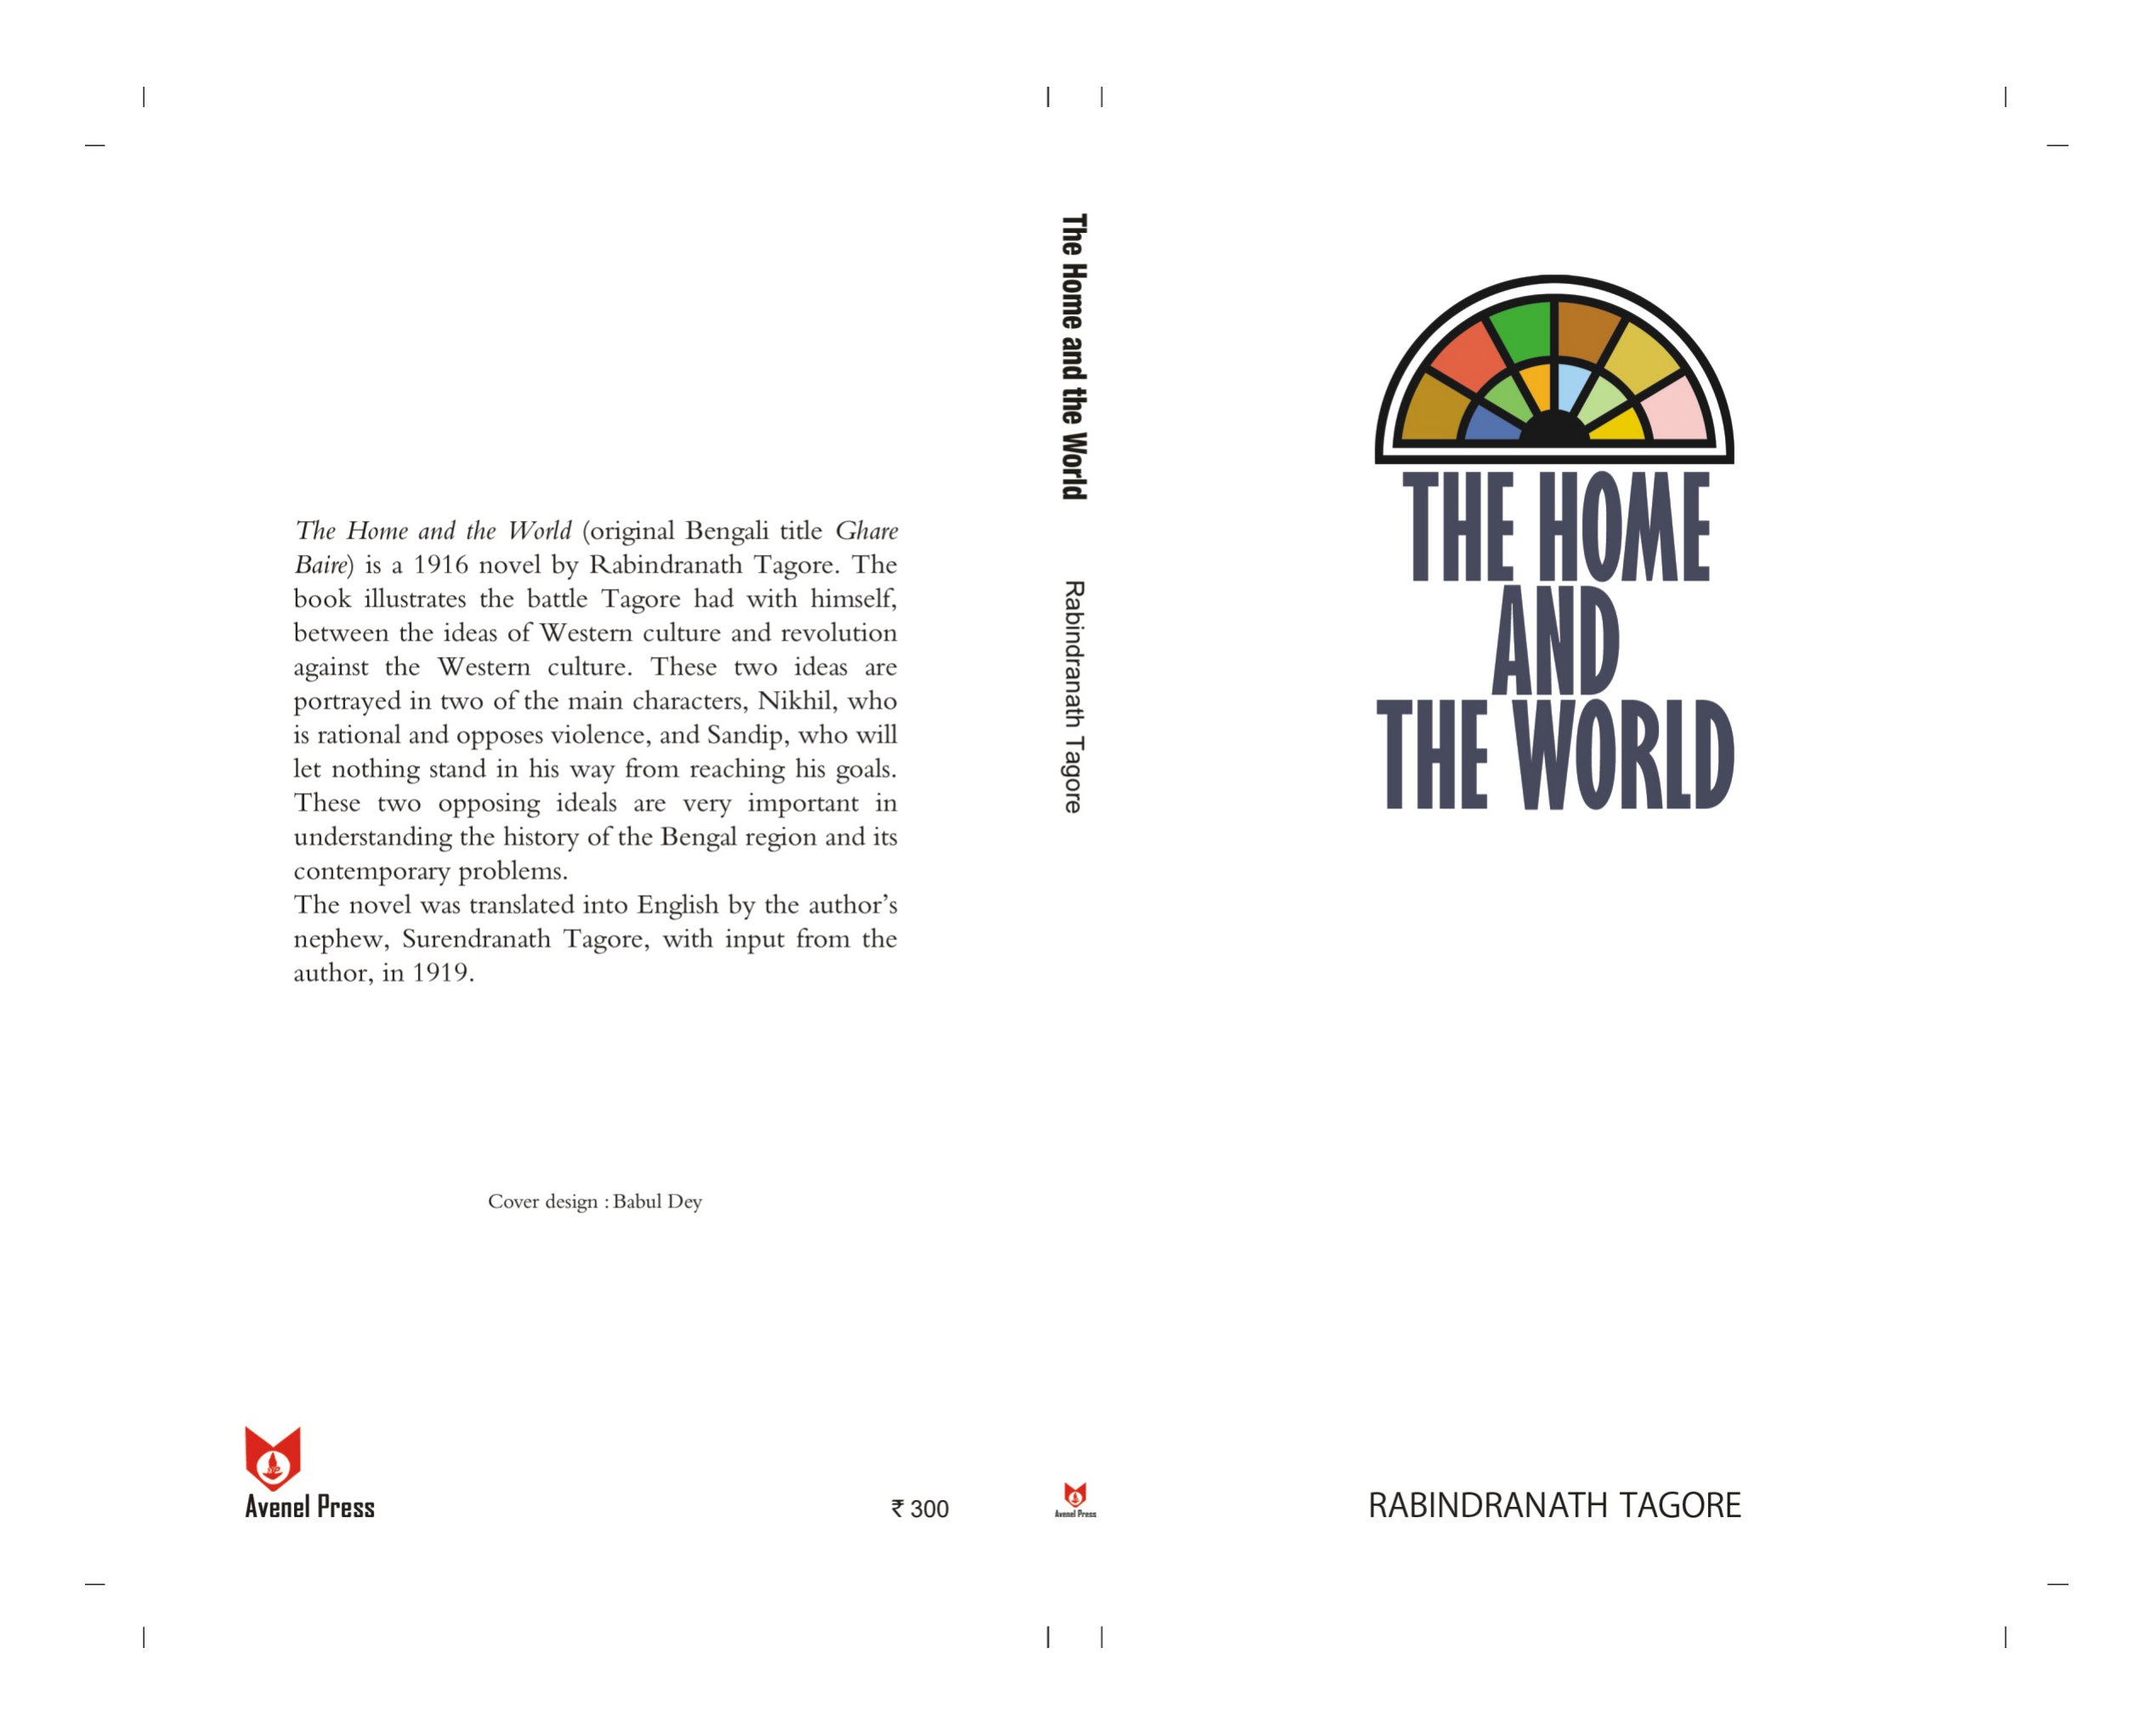 The Home and the World (original Bengali title Ghare
Baire) is a 1916 novel by Rabindranath Tagore. The
book illustrates the battle Tagore had with himself,
between the ideas of Western culture and revolution
against the Western culture. These two ideas are
portrayed in two of the main characters, Nikhil, who
is rational and opposes violence, and Sandip, who will
let nothing stand in his way from reaching his goals.
These two opposing ideals are very important in
understanding the history of the Bengal region and its
contemporary problems.
The novel was translated into English by the author’s
nephew, Surendranath Tagore, with input from the
author, in 1919.
Cover design : Babul Dey
Avenel Press
₹ 300
The Home and the World
Rabindranath Tagore
Avenel Press
THE HOME
AND
THE WORLD
RABINDRANATH TAGORE